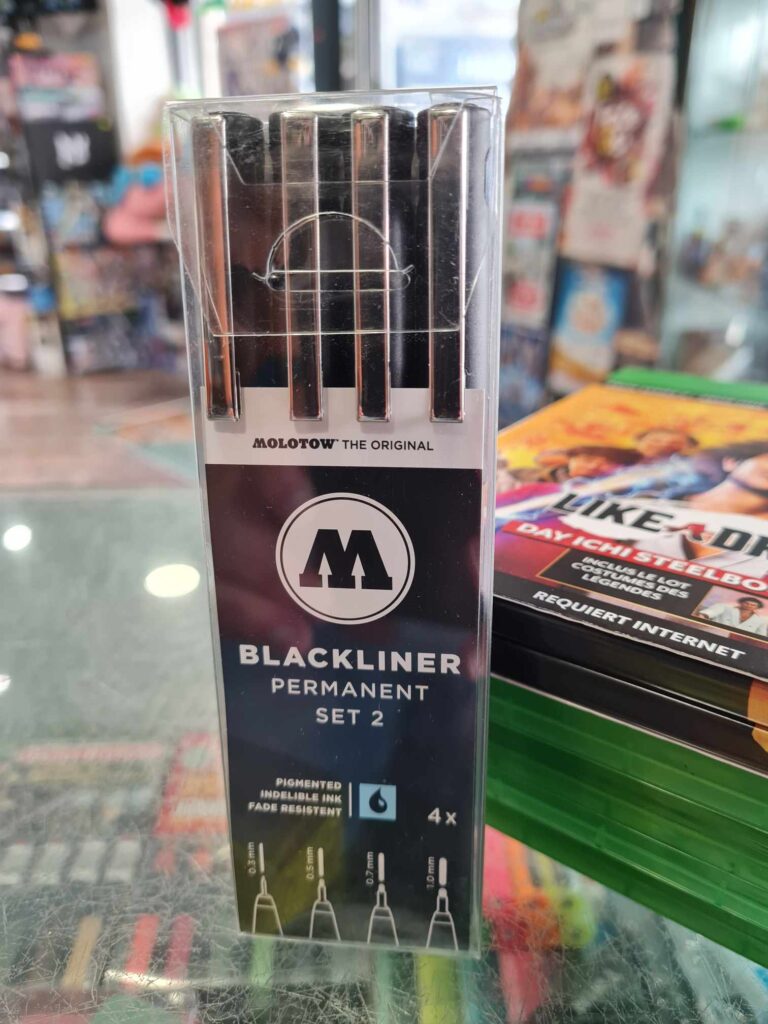 MOLOTOW™ THE ORIGINAL
M
BLACKLINER
PERMANENT
SET 2
PIGMENTED
INDELIBLE INK
FADE RESISTENT
4x
0.3 mm
0.5 mm
0.7 mm
1.0 mm
LIKE A DR
DAY ICHI STEELBO
INCLUS LE LOT
COSTUMES DES
LÉGENDES
REQUIERT INTERNET